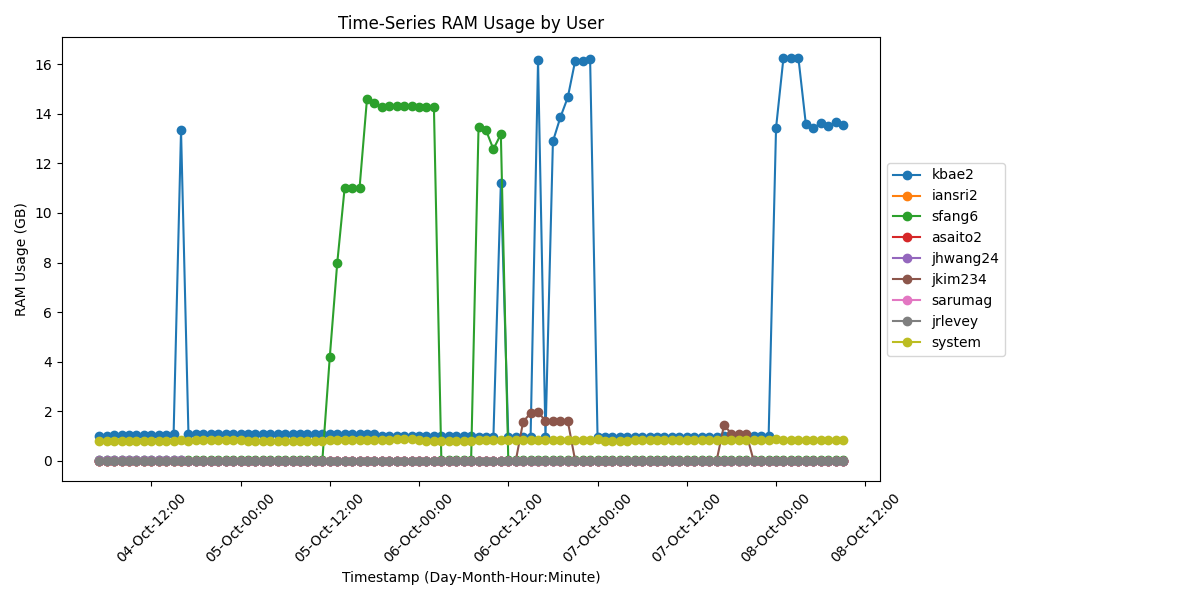 Time-Series RAM Usage by User
RAM Usage (GB)
16
14
12
10
8
6
4
2
0
04-Oct-12:00
05-Oct-00:00
05-Oct-12:00
06-Oct-00:00
06-Oct-12:00
07-Oct-00:00
07-Oct-12:00
08-Oct-00:00
08-Oct-12:00
Timestamp (Day-Month-Hour:Minute)
kbae2
iansri2
sfang6
asaito2
jhwang24
jkim234
sarumag
jrlevey
system